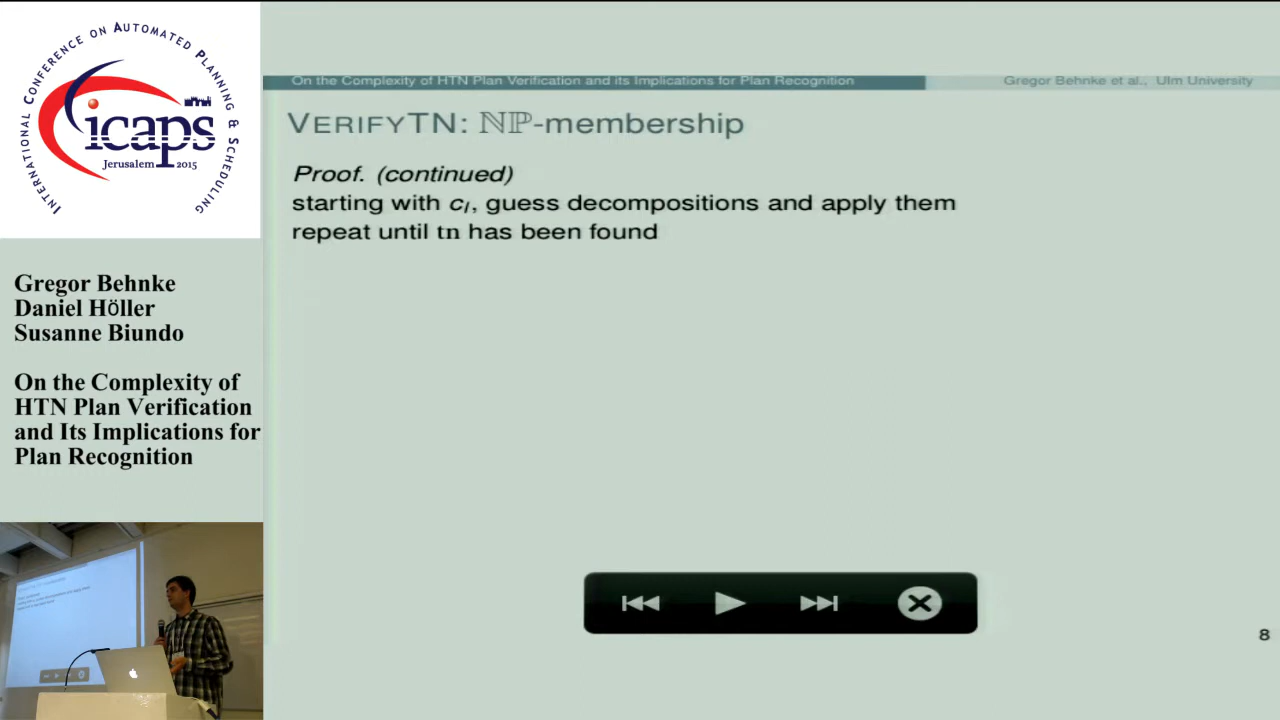 INTERNATIONAL CONFERENCE ON AUTOMATED PLANNING & SCHEDULING
icaps
Jerusalem 2015
Gregor Behnke
Daniel Höller
Susanne Biundo
On the Complexity of
HTN Plan Verification
and Its Implications for
Plan Recognition
On the Complexity of HTN Plan Verification and its Implications for Plan Recognition
Gregor Behnke et al., Ulm University
VERIFYTN: ℕℙ-membership
Proof. (continued)
starting with c_I, guess decompositions and apply them
repeat until tn has been found
8